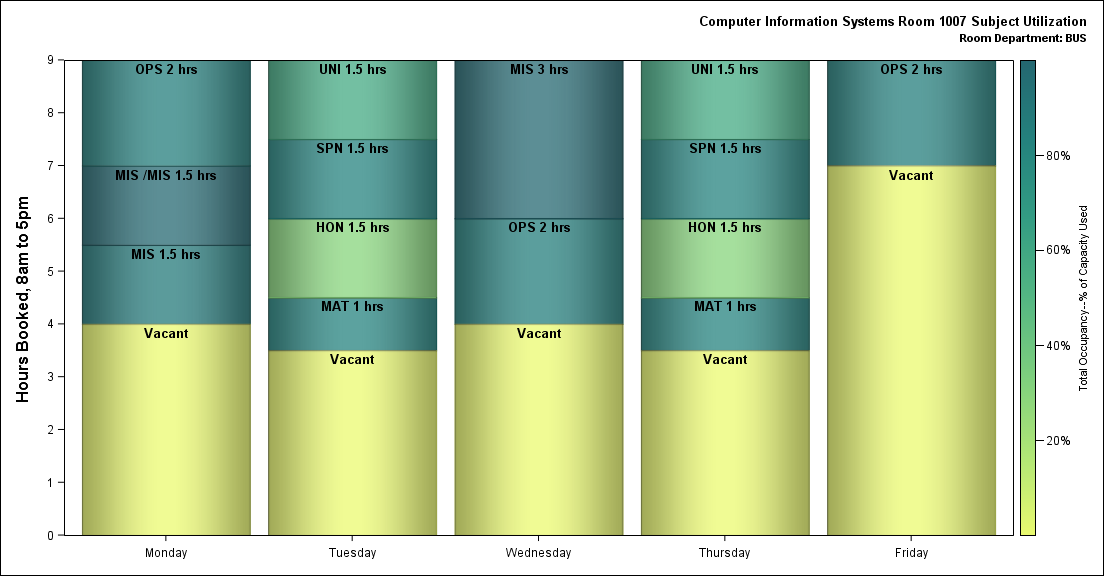 Computer Information Systems Room 1007 Subject Utilization
Room Department: BUS
Hours Booked, 8am to 5pm
9
8
7
6
5
4
3
2
1
0
OPS 2 hrs
MIS /MIS 1.5 hrs
MIS 1.5 hrs
Vacant
Monday
UNI 1.5 hrs
SPN 1.5 hrs
HON 1.5 hrs
MAT 1 hrs
Vacant
Tuesday
MIS 3 hrs
OPS 2 hrs
Vacant
Wednesday
UNI 1.5 hrs
SPN 1.5 hrs
HON 1.5 hrs
MAT 1 hrs
Vacant
Thursday
OPS 2 hrs
Vacant
Friday
80%
60%
40%
20%
Total Occupancy--% of Capacity Used